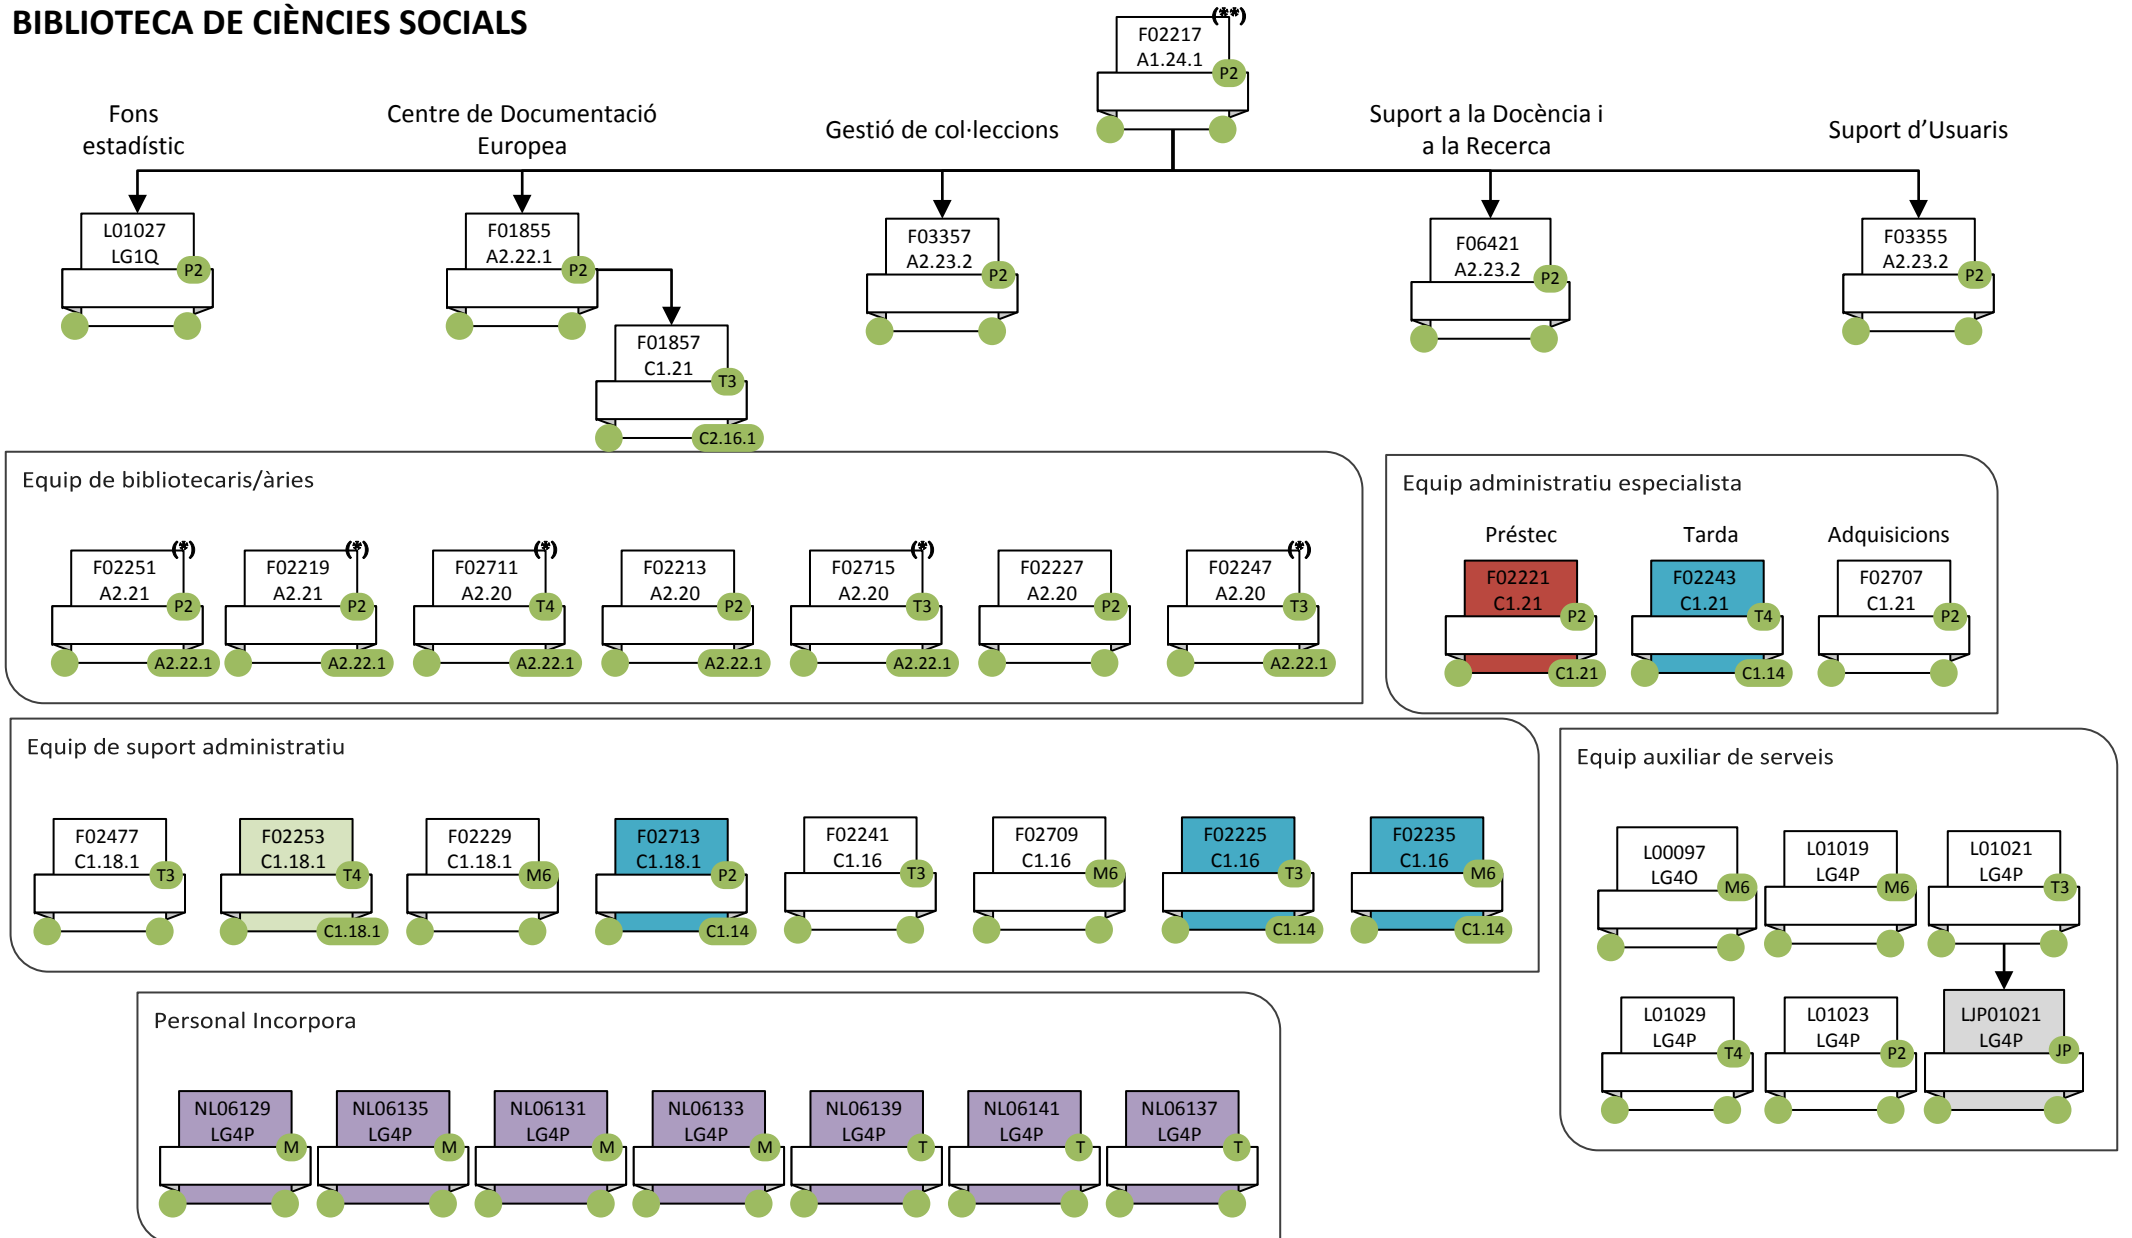 BIBLIOTECA DE CIÈNCIES SOCIALS
(**)
F02217
A1.24.1
P2
Fons
estadístic
Centre de Documentació
Europea
Gestió de col·leccions
Suport a la Docència i
a la Recerca
Suport d'Usuaris
L01027
LG1Q
P2
F01855
A2.22.1
P2
F03357
A2.23.2
P2
F06421
A2.23.2
P2
F03355
A2.23.2
P2
F01857
C1.21
T3
C2.16.1
Equip de bibliotecaris/àries
(*)
F02251
A2.21
P2
A2.22.1
(*)
F02219
A2.21
P2
A2.22.1
(*)
F02711
A2.20
T4
A2.22.1
F02213
A2.20
P2
A2.22.1
(*)
F02715
A2.20
T3
A2.22.1
F02227
A2.20
P2
(*)
F02247
A2.20
T3
A2.22.1
Equip administratiu especialista
Préstec
F02221
C1.21
P2
C1.21
Tarda
F02243
C1.21
T4
C1.14
Adquisicions
F02707
C1.21
P2
Equip de suport administratiu
F02477
C1.18.1
T3
F02253
C1.18.1
T4
C1.18.1
F02229
C1.18.1
M6
F02713
C1.18.1
P2
C1.14
F02241
C1.16
T3
F02709
C1.16
M6
F02225
C1.16
T3
C1.14
F02235
C1.16
M6
C1.14
Equip auxiliar de serveis
L00097
LG4O
M6
L01019
LG4P
M6
L01021
LG4P
T3
L01029
LG4P
T4
L01023
LG4P
P2
LJP01021
LG4P
JP
Personal Incorpora
NL06129
LG4P
M
NL06135
LG4P
M
NL06131
LG4P
M
NL06133
LG4P
M
NL06139
LG4P
T
NL06141
LG4P
T
NL06137
LG4P
T